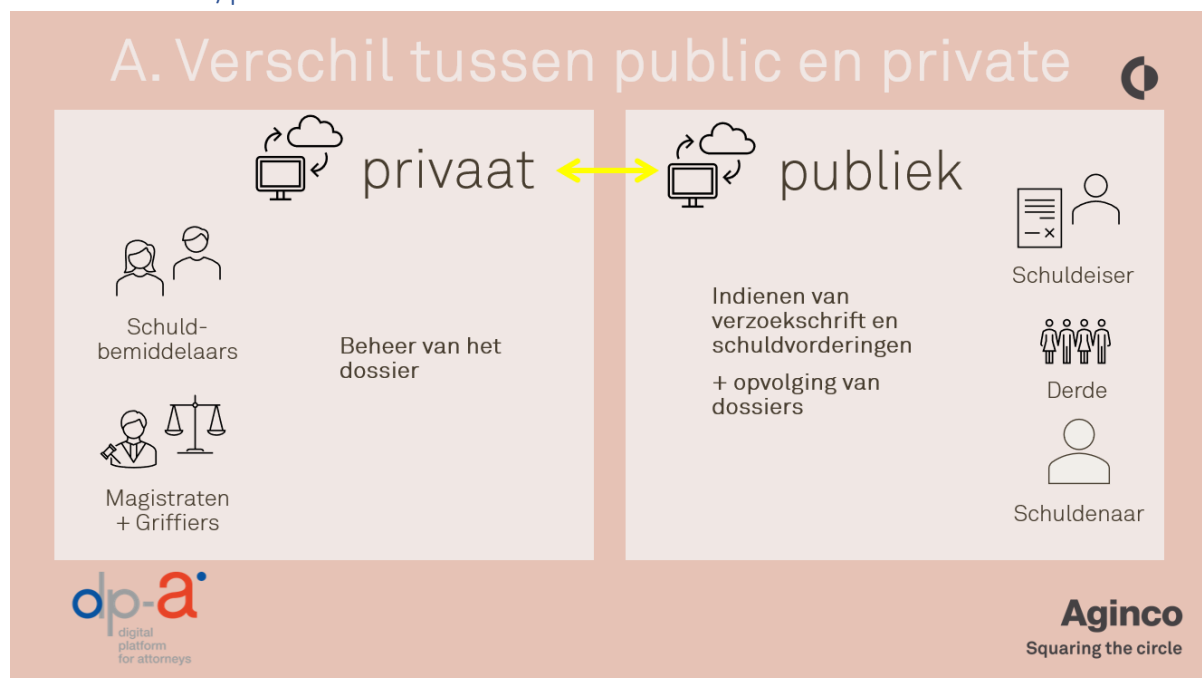 A. Verschil tussen public en private
privaat
Schuld-
bemiddelaars
Beheer van het
dossier
Magistraten
+ Griffiers
publiek
Indienen van
verzoekschrift en
schuldvorderingen
+ opvolging van
dossiers
Schuldeiser
Derde
Schuldenaar
dp-a
digital
platform
for attorneys
Aginco
Squaring the circle